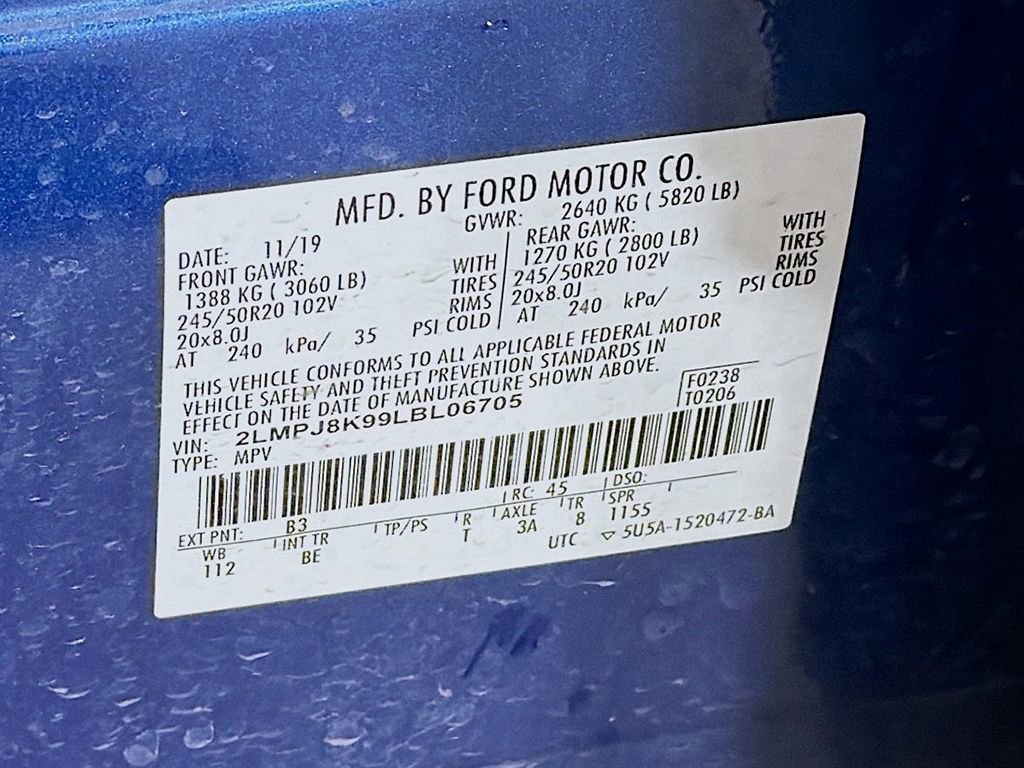 MFD. BY FORD MOTOR CO.
DATE: 11/19 GVWR: 2640 KG ( 5820 LB)
FRONT GAWR: REAR GAWR:
1388 KG ( 3060 LB) WITH 1270 KG ( 2800 LB) WITH
245/50R20 102V TIRES 245/50R20 102V TIRES
20x8.0J RIMS 20x8.0J RIMS
AT 240 kPa/ 35 PSI COLD AT 240 kPa/ 35 PSI COLD
THIS VEHICLE CONFORMS TO ALL APPLICABLE FEDERAL MOTOR
VEHICLE SAFETY AND THEFT PREVENTION STANDARDS IN
EFFECT ON THE DATE OF MANUFACTURE SHOWN ABOVE.
F0238
VIN: 2LMPJ8K99LBL06705 T0206
TYPE: MPV
EXT PNT: B3 RC: 45 DSO:
WB INT TR TP/PS R AXLE TR SPR
112 BE T 3A 8 1155
UTC ▽ 5U5A-1520472-BA